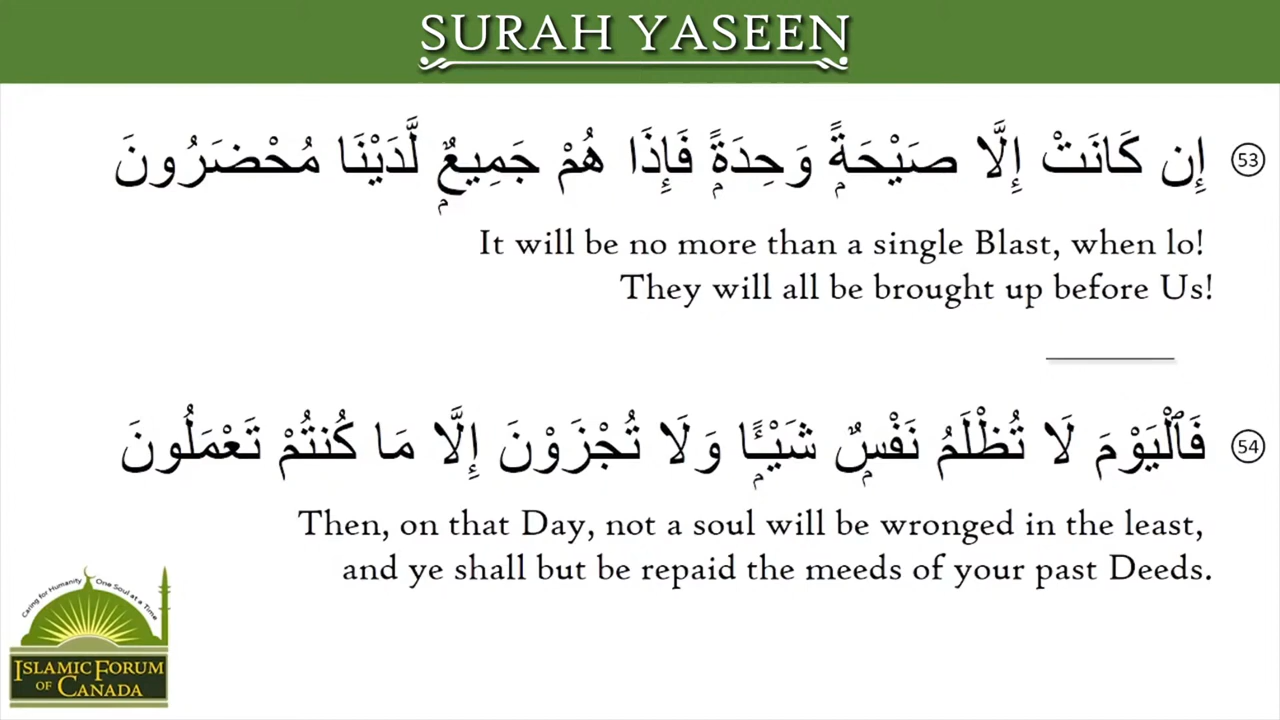 SURAH YASEEN
إِن كَانَتْ إِلَّا صَيْحَةًۭ وَحِدَةًۭ فَإِذَا هُمْ جَمِيعٌۭ لَّدَيْنَا مُحْضَرُونَ 53
It will be no more than a single Blast, when lo!
They will all be brought up before Us!
فَٱلْيَوْمَ لَا تُظْلَمُ نَفْسٌۭ شَيْـًۭٔا وَلَا تُجْزَوْنَ إِلَّا مَا كُنتُمْ تَعْمَلُونَ 54
Then, on that Day, not a soul will be wronged in the least,
and ye shall but be repaid the meeds of your past Deeds.
Caring for Humanity One Soul at a Time
ISLAMIC FORUM
OF CANADA